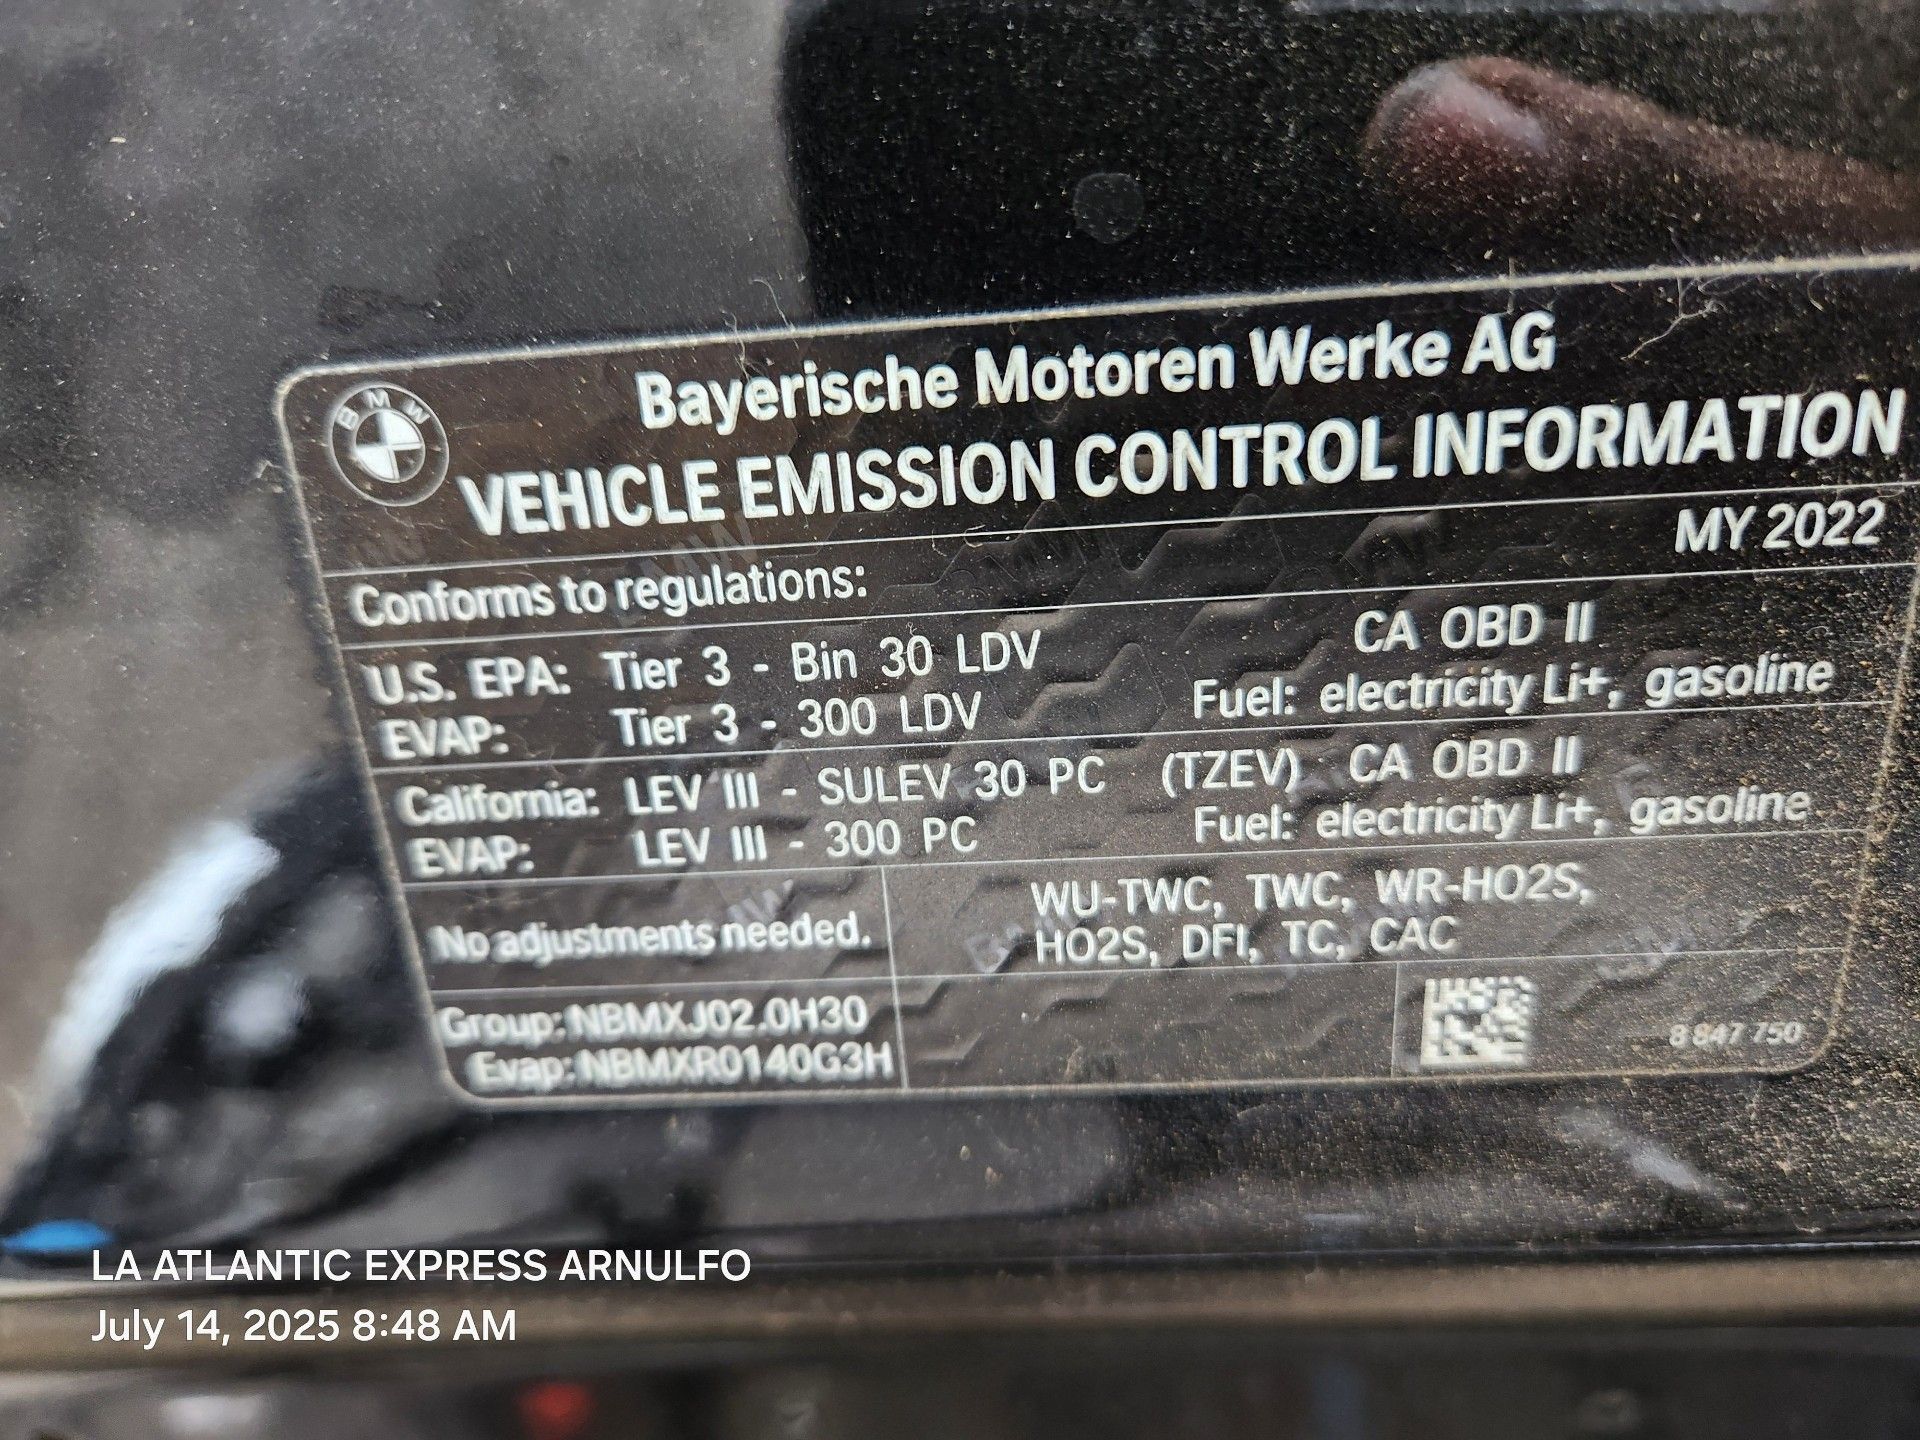 BMW
Bayerische Motoren Werke AG
VEHICLE EMISSION CONTROL INFORMATION
MY 2022
Conforms to regulations:
U.S. EPA: Tier 3 - Bin 30 LDV CA OBD II
EVAP: Tier 3 - 300 LDV Fuel: electricity Li+, gasoline
California: LEV III - SULEV 30 PC (TZEV) CA OBD II
EVAP: LEV III - 300 PC Fuel: electricity Li+, gasoline
No adjustments needed.
WU-TWC, TWC, WR-HO2S,
HO2S, DFI, TC, CAC
Group: NBMXJ02.0H30
Evap: NBMXR0140G3H
8 847 750
LA ATLANTIC EXPRESS ARNULFO
July 14, 2025 8:48 AM